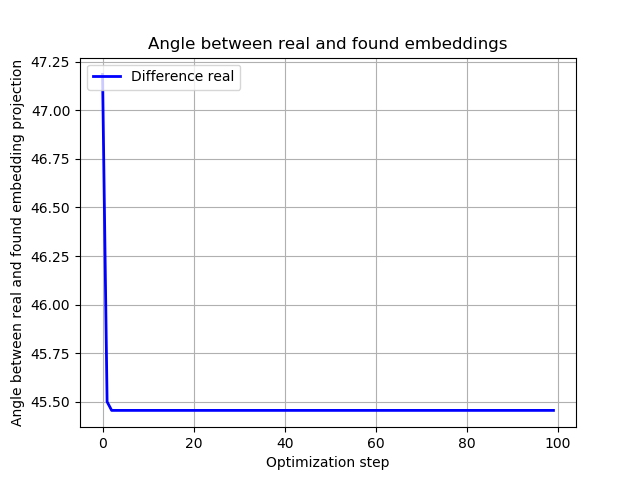 Angle between real and found embeddings
Angle between real and found embedding projection
47.25
47.00
46.75
46.50
46.25
46.00
45.75
45.50
Difference real
0 20 40 60 80 100
Optimization step